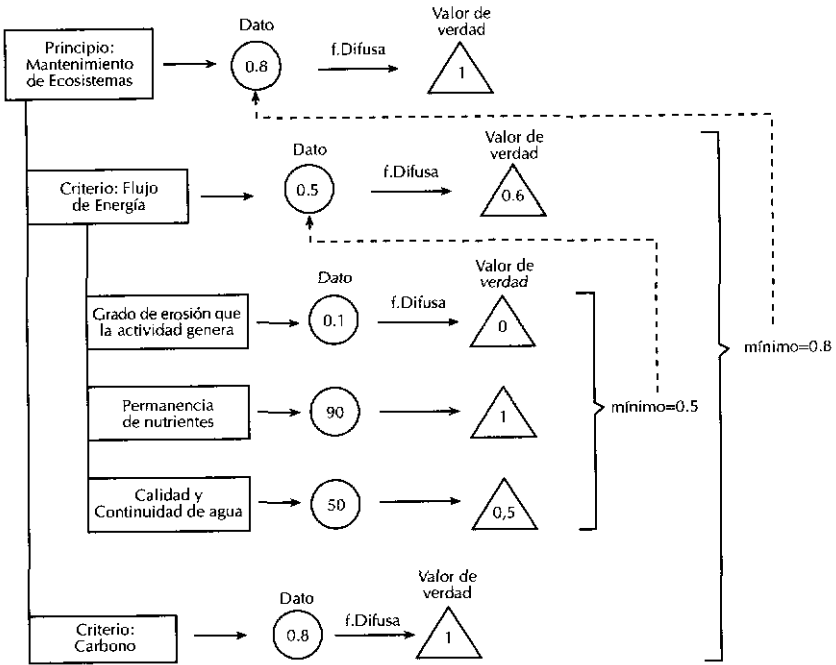 Principio:
Mantenimiento
de Ecosistemas
Dato
0.8
f.Difusa
Valor de
verdad
1
Criterio: Flujo
de Energía
Dato
0.5
f.Difusa
Valor de
verdad
0.6
Grado de erosión que
la actividad genera
Dato
0.1
f.Difusa
Valor de
verdad
0
Permanencia
de nutrientes
90
1
Calidad y
Continuidad de agua
50
0,5
mínimo=0.5
mínimo=0.8
Criterio:
Carbono
Dato
0.8
f.Difusa
Valor de
verdad
1